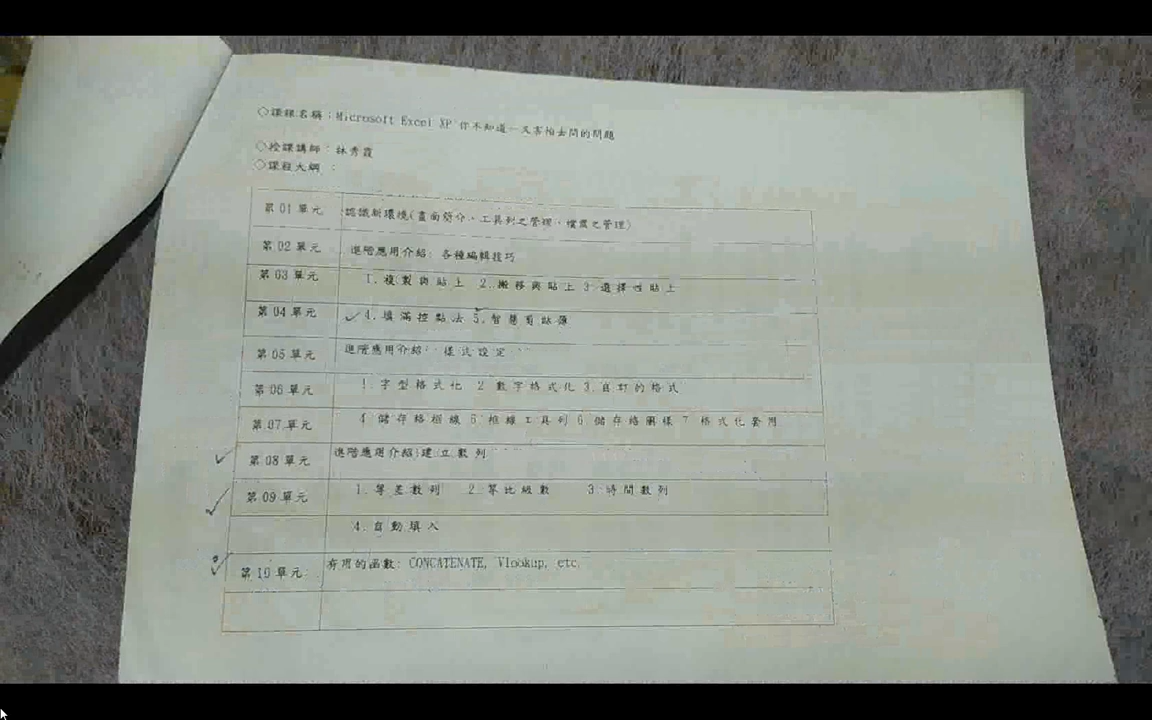 ◇課程名稱：Microsoft Excel XP 你不知道－又害怕去問的問題
◇授課講師：林秀霞
◇課程大綱：
第01單元 認識新環境(畫面簡介、工具列之管理、檔案之管理)
第02單元 進階應用介紹: 各種編輯技巧
第03單元 1.複製與貼上 2.搬移與貼上 3.選擇性貼上
第04單元 4.填滿控點法 5.智慧剪貼簿
第05單元 進階應用介紹: 樣式設定
第06單元 1.字型格式化 2 數字格式化 3.自訂的格式
第07單元 4 儲存格框線 5 框線工具列 6 儲存格圖樣 7 格式化套用
第08單元 進階應用介紹:建立數列
第09單元 1.等差數列 2.等比級數 3 時間數列
4.自動填入
第10單元 有用的函數: CONCATENATE, Vlookup, etc